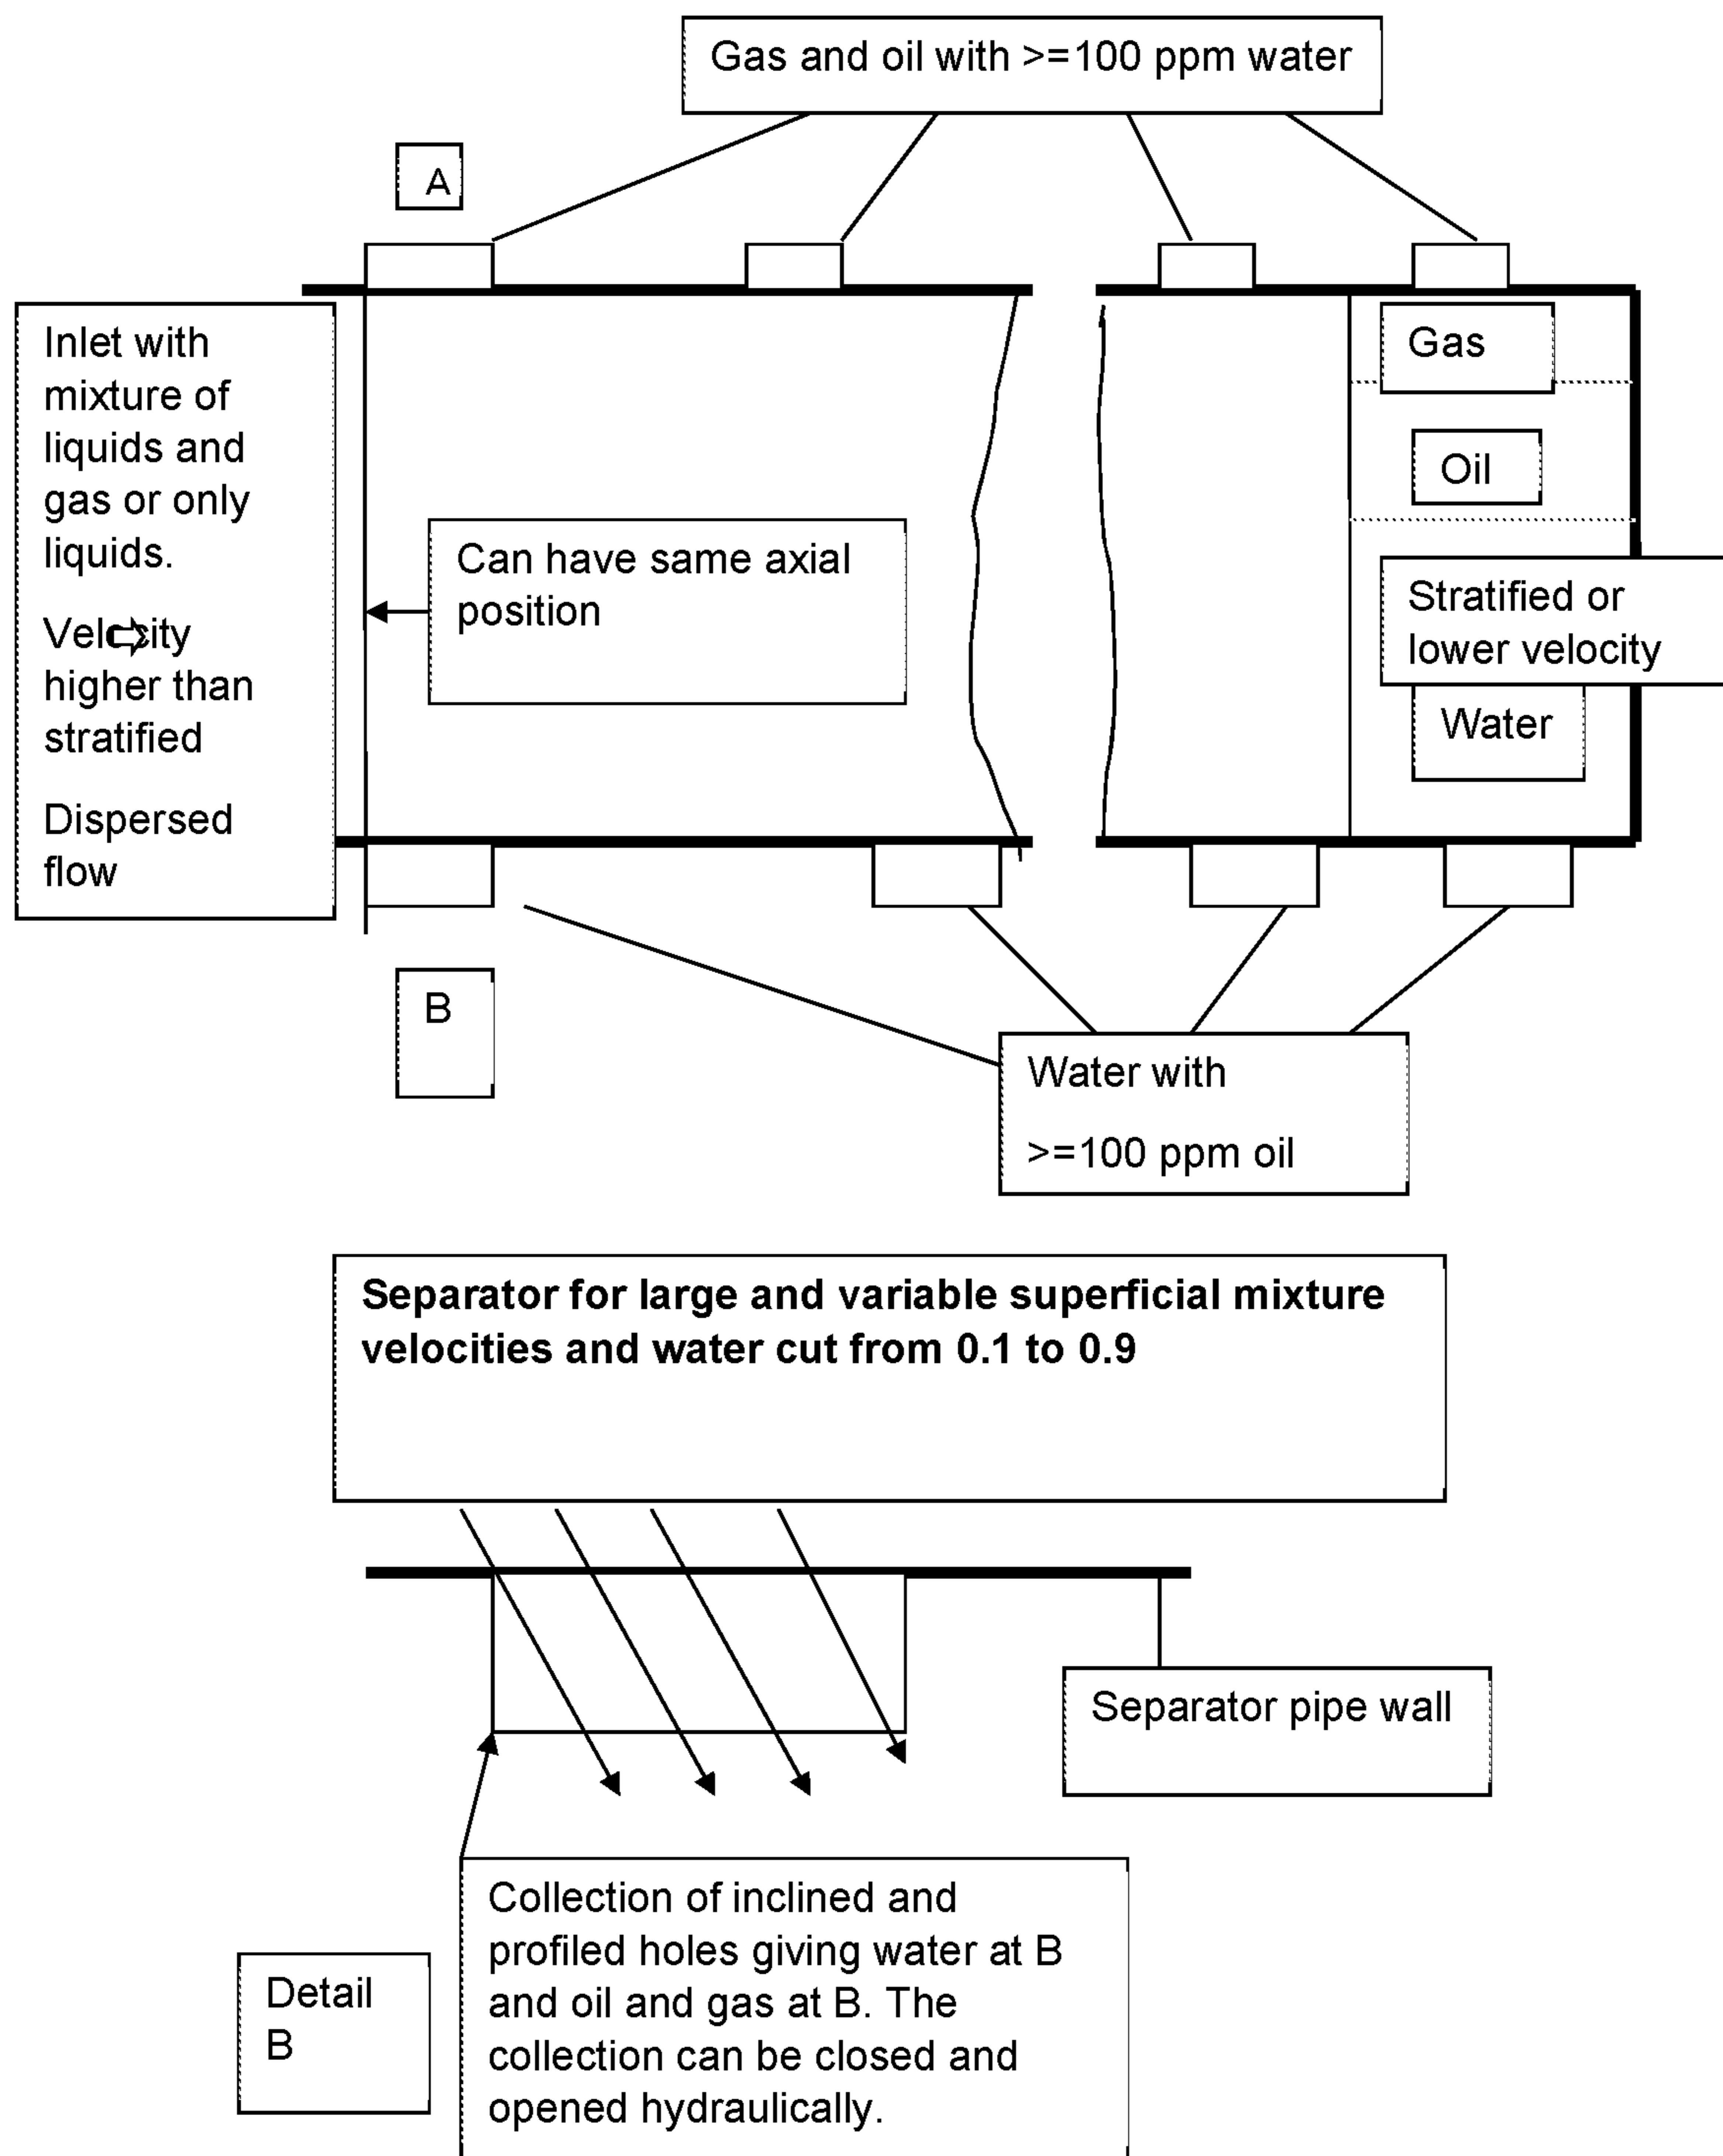 Gas and oil with >=100 ppm water
A
Inlet with
mixture of
liquids and
gas or only
liquids.
Velocity
higher than
stratified
Dispersed
flow
Can have same axial
position
Gas
Oil
Stratified or
lower velocity
Water
B
Water with
>=100 ppm oil
Separator for large and variable superficial mixture
velocities and water cut from 0.1 to 0.9
Separator pipe wall
Collection of inclined and
profiled holes giving water at B
and oil and gas at B. The
collection can be closed and
opened hydraulically.
Detail
B